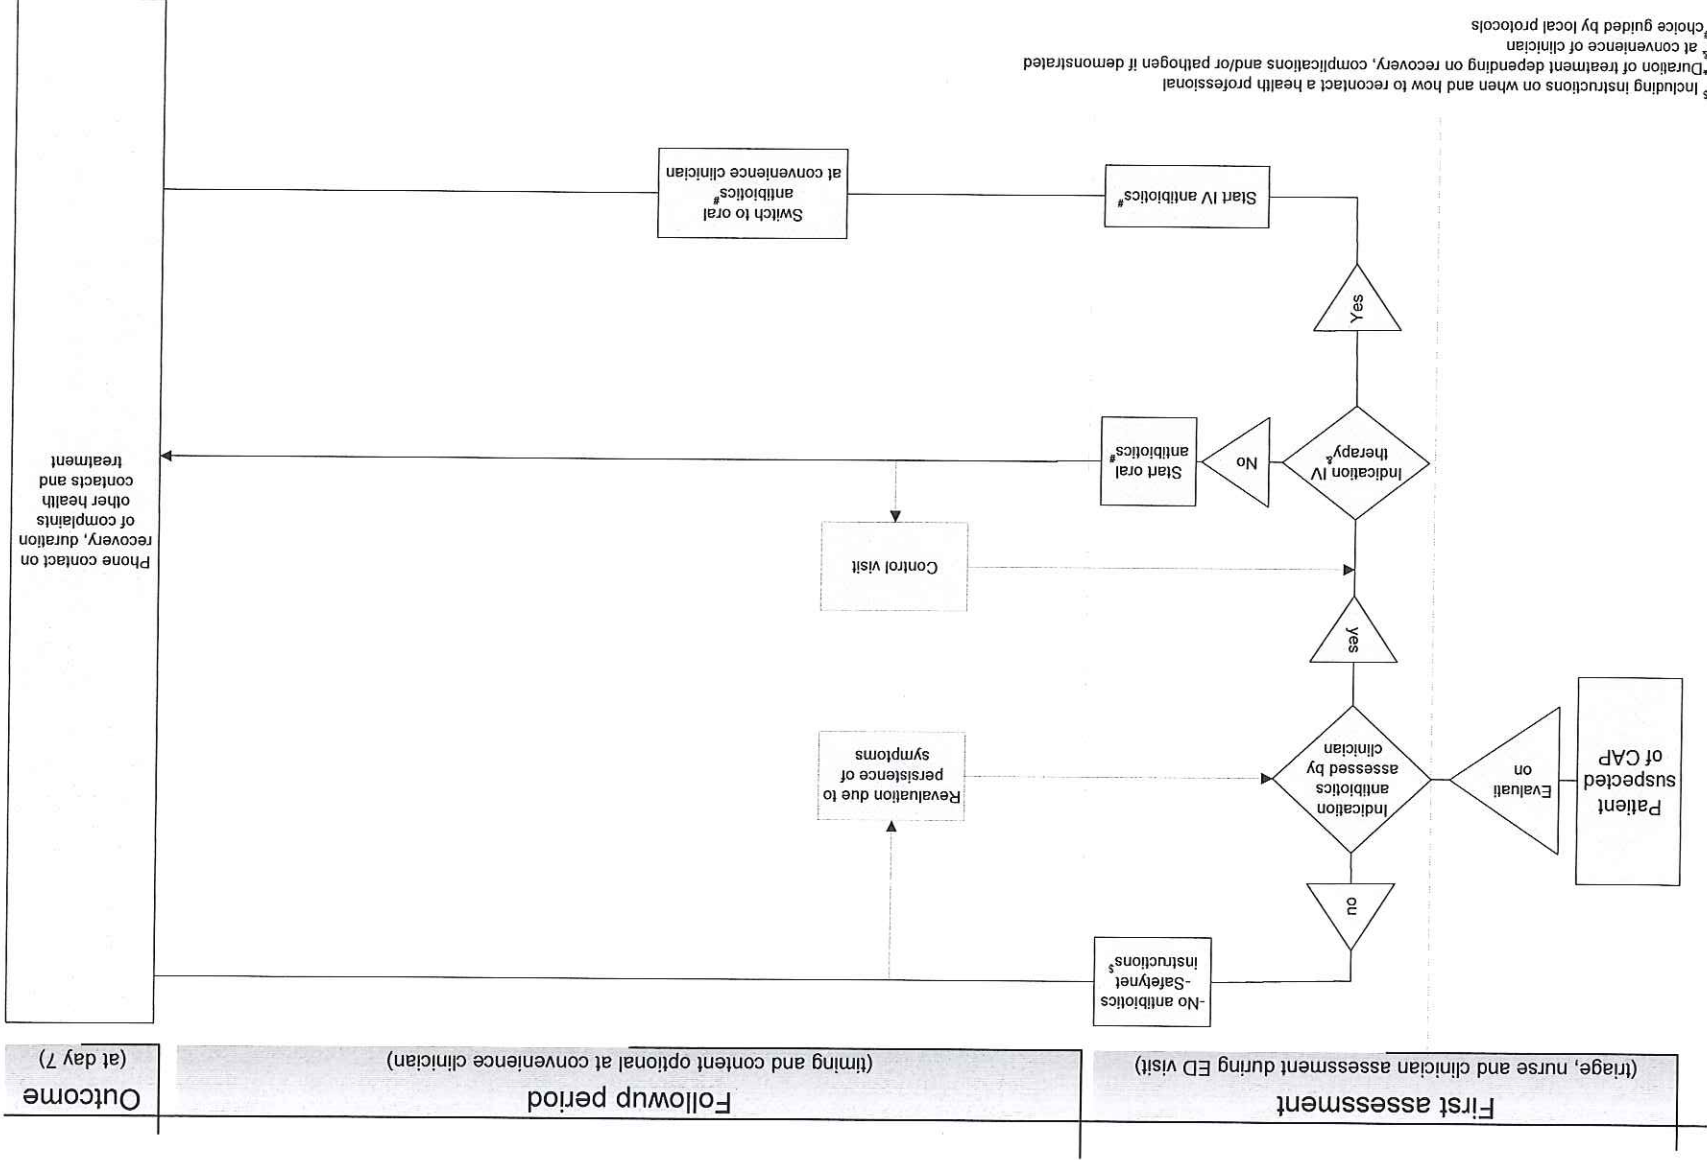 First assessment
(triage, nurse and clinician assessment during ED visit)
Followup period
(timing and content optional at convenience clinician)
Outcome
(at day 7)
Patient
suspected
of CAP
Evaluati
on
Indication
antibiotics
assessed by
clinician
no
-No antibiotics
-Safetynet
instructions$
Revaluation due to
persistence of
symptoms
yes
Control visit
Indication IV
therapy&
No
Start oral
antibiotics#
Yes
Start IV antibiotics#
Switch to oral
antibiotics#
at convenience clinician
Phone contact on
recovery, duration
of complaints
other health
contacts and
treatment
$ Including instructions on when and how to recontact a health professional
*Duration of treatment depending on recovery, complications and/or pathogen if demonstrated
& at convenience of clinician
#choice guided by local protocols